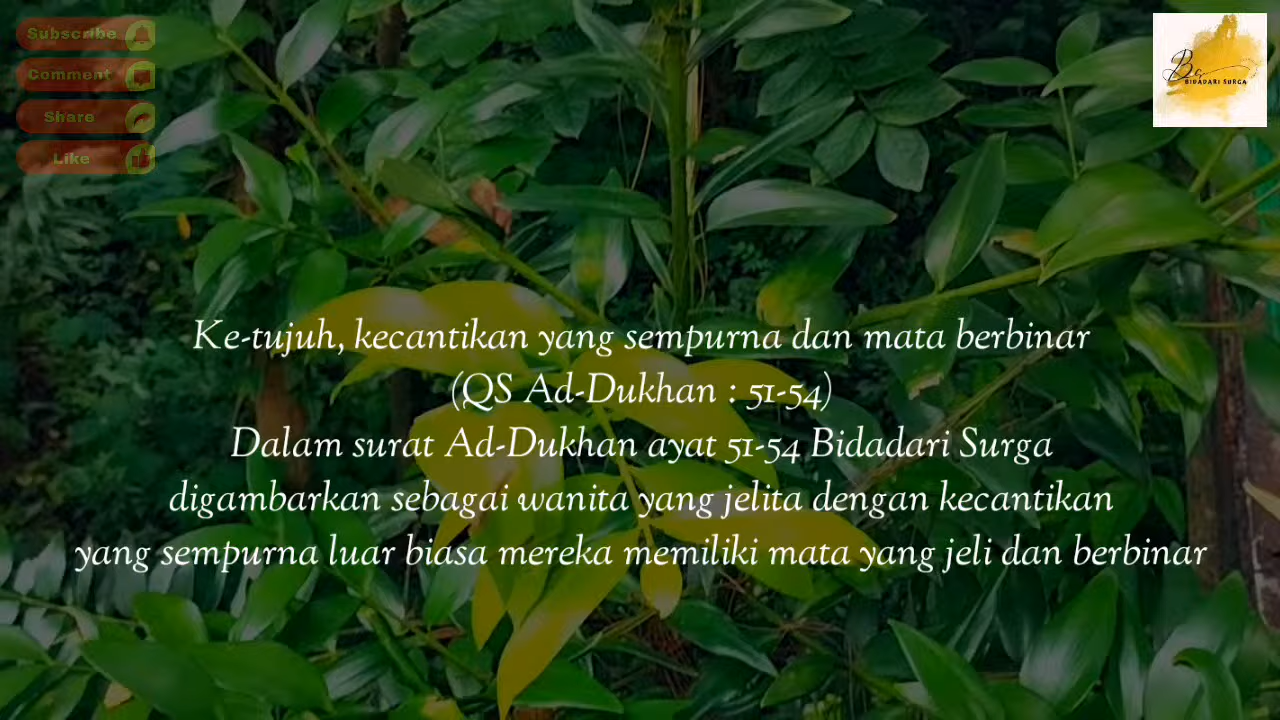 Subscribe
Comment
Share
Like
Bs
BIDADARI SURGA
Ke-tujuh, kecantikan yang sempurna dan mata berbinar
(QS Ad-Dukhan : 51-54)
Dalam surat Ad-Dukhan ayat 51-54 Bidadari Surga
digambarkan sebagai wanita yang jelita dengan kecantikan
yang sempurna luar biasa mereka memiliki mata yang jeli dan berbinar